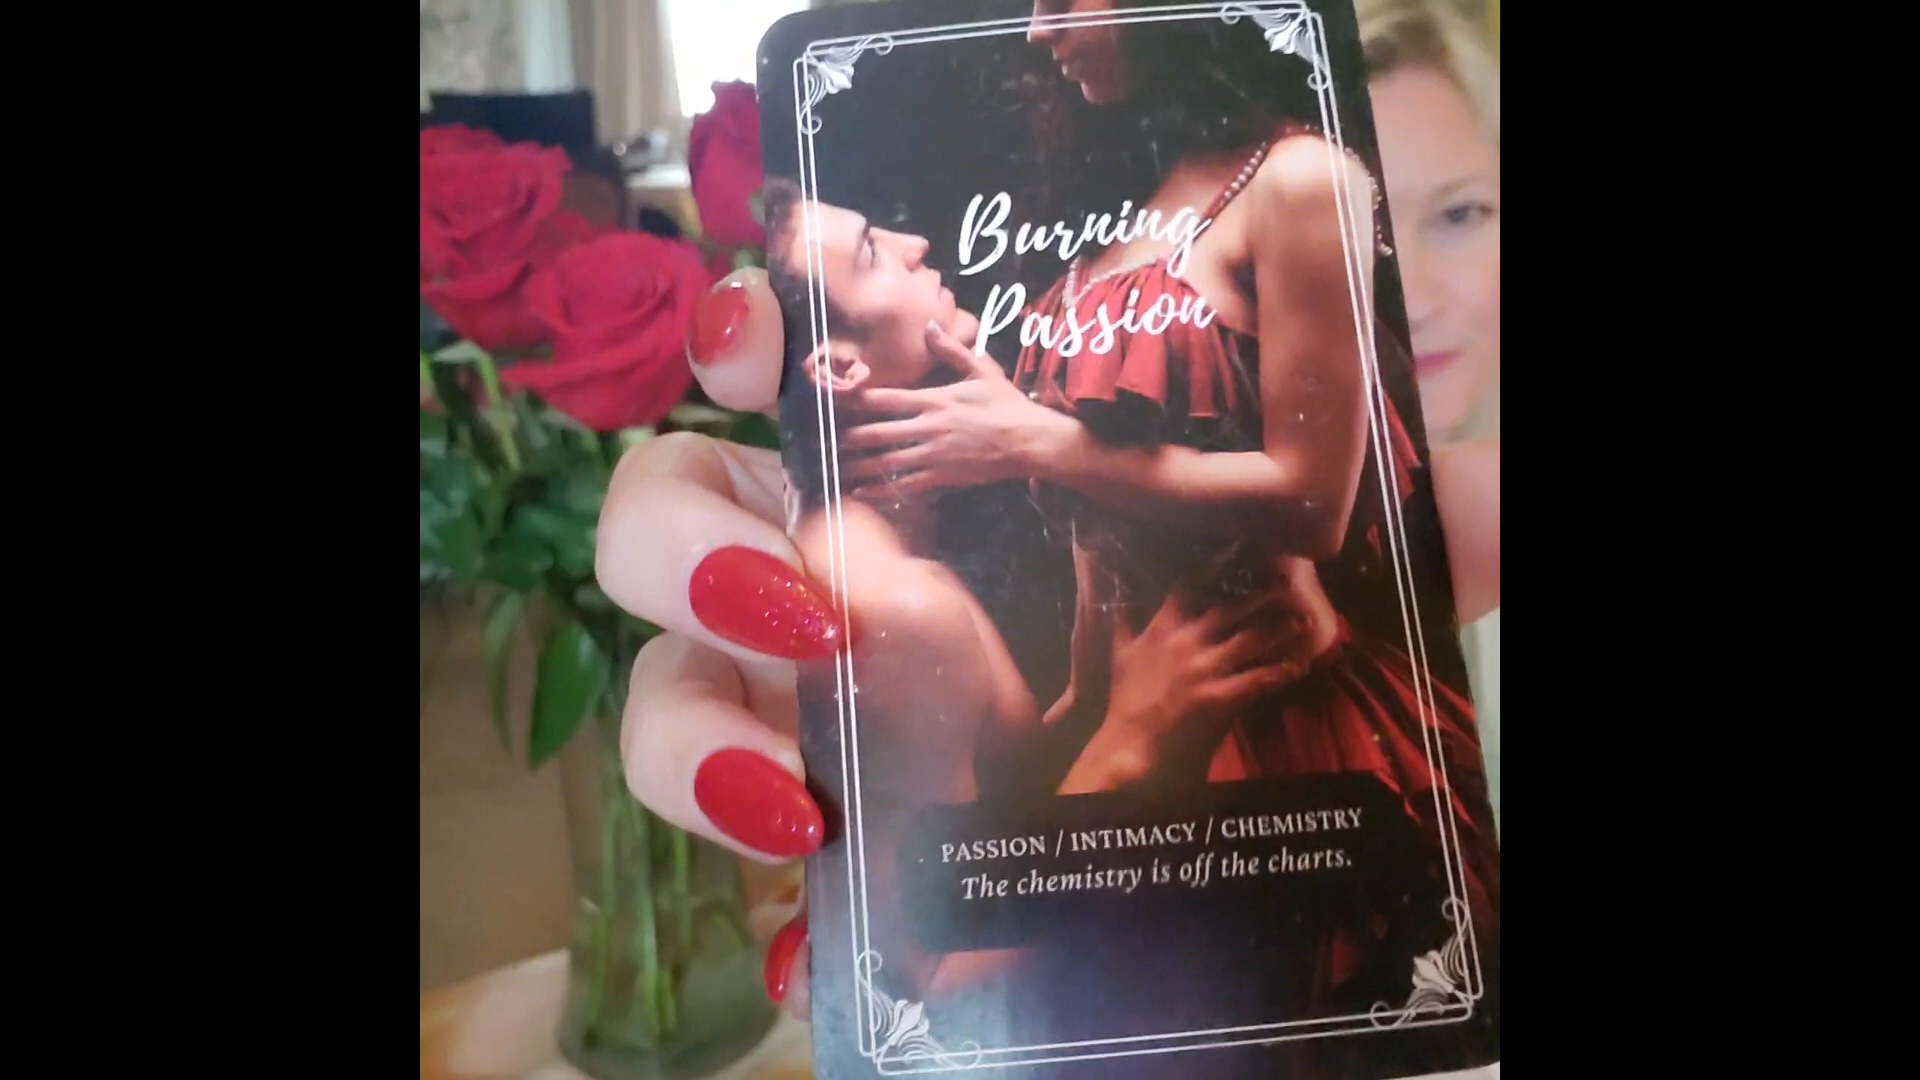 Burning
Passion
PASSION / INTIMACY / CHEMISTRY
The chemistry is off the charts.